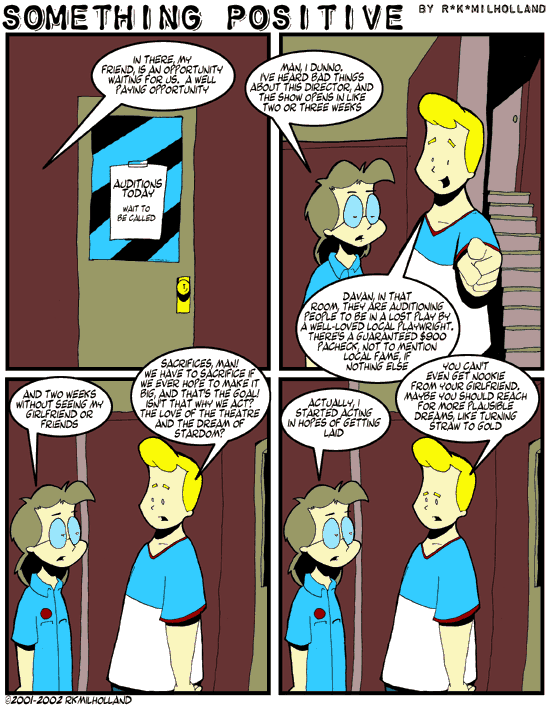 SOMETHING POSITIVE BY R*K*MILHOLLAND
IN THERE, MY
FRIEND, IS AN OPPORTUNITY
WAITING FOR US. A WELL
PAYING OPPORTUNITY
AUDITIONS
TODAY
WAIT TO
BE CALLED
MAN, I DUNNO.
I'VE HEARD BAD THINGS
ABOUT THIS DIRECTOR, AND
THE SHOW OPENS IN LIKE
TWO OR THREE WEEKS
DAVAN, IN THAT
ROOM, THEY ARE AUDITIONING
PEOPLE TO BE IN A LOST PLAY BY
A WELL-LOVED LOCAL PLAYWRIGHT.
THERE'S A GUARANTEED $900
PACHECK, NOT TO MENTION
LOCAL FAME, IF
NOTHING ELSE
AND TWO WEEKS
WITHOUT SEEING MY
GIRLFRIEND OR
FRIENDS
SACRIFICES, MAN!
WE HAVE TO SACRIFICE IF
WE EVER HOPE TO MAKE IT
BIG, AND THAT'S THE GOAL!
ISN'T THAT WHY WE ACT?
THE LOVE OF THE THEATRE
AND THE DREAM OF
STARDOM?
ACTUALLY, I
STARTED ACTING
IN HOPES OF GETTING
LAID
YOU CAN'T
EVEN GET NOOKIE
FROM YOUR GIRLFRIEND.
MAYBE YOU SHOULD REACH
FOR MORE PLAUSIBLE
DREAMS, LIKE TURNING
STRAW TO GOLD
©2001-2002 RKMILHOLLAND